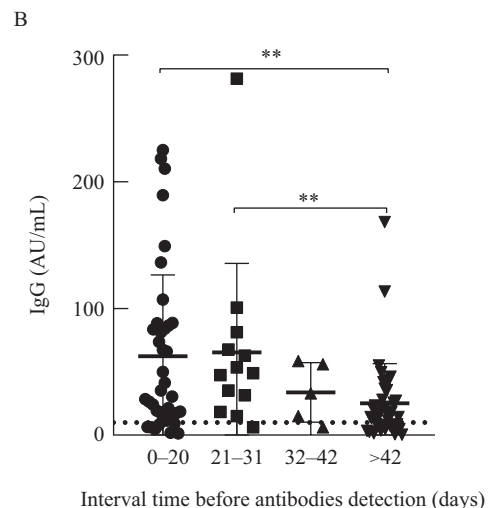 B
300
200
100
0
IgG (AU/mL)
**
**
0–20 21–31 32–42 >42
Interval time before antibodies detection (days)